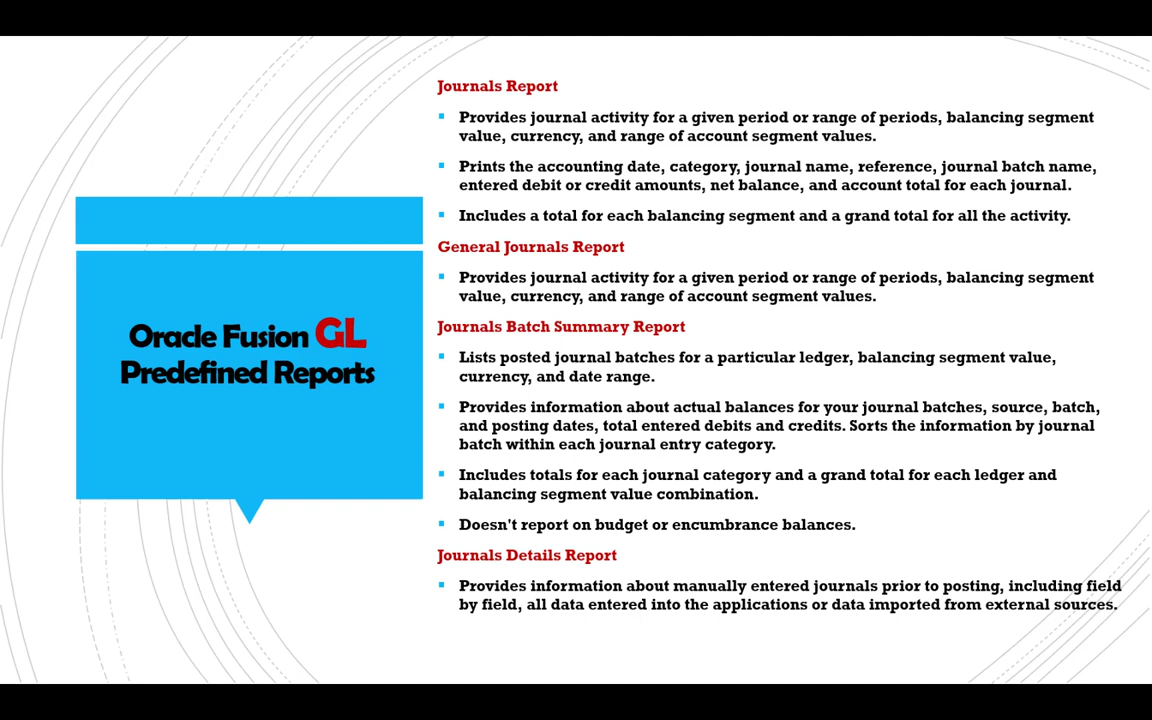 Oracle Fusion GL
Predefined Reports
Journals Report
Provides journal activity for a given period or range of periods, balancing segment
value, currency, and range of account segment values.
Prints the accounting date, category, journal name, reference, journal batch name,
entered debit or credit amounts, net balance, and account total for each journal.
Includes a total for each balancing segment and a grand total for all the activity.
General Journals Report
Provides journal activity for a given period or range of periods, balancing segment
value, currency, and range of account segment values.
Journals Batch Summary Report
Lists posted journal batches for a particular ledger, balancing segment value,
currency, and date range.
Provides information about actual balances for your journal batches, source, batch,
and posting dates, total entered debits and credits. Sorts the information by journal
batch within each journal entry category.
Includes totals for each journal category and a grand total for each ledger and
balancing segment value combination.
Doesn't report on budget or encumbrance balances.
Journals Details Report
Provides information about manually entered journals prior to posting, including field
by field, all data entered into the applications or data imported from external sources.